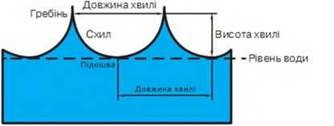 Гребінь
Довжина хвилі
Схил
Висота хвилі
Рівень води
Підошва
Довжина хвилі